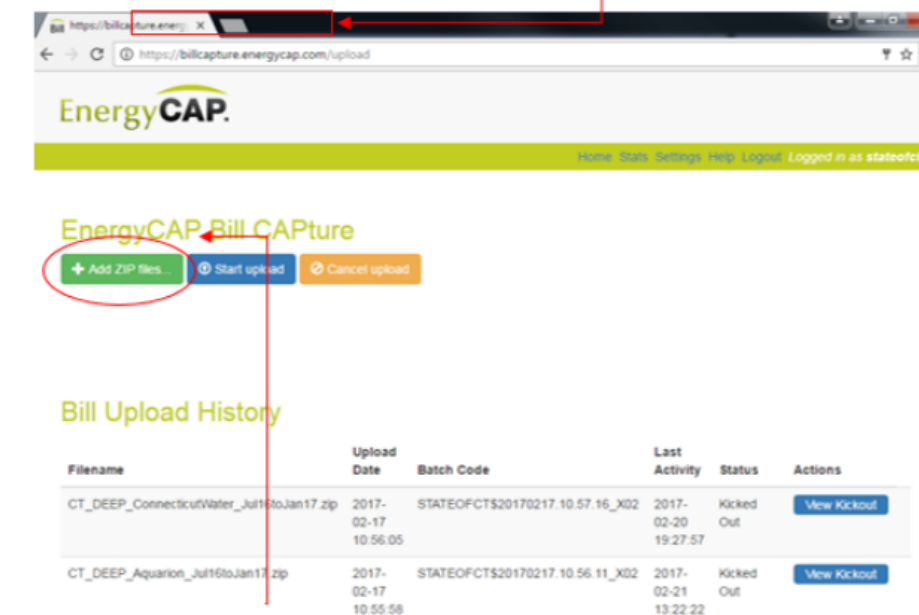 https://billcapture.energ
https://billcapture.energycap.com/upload
EnergyCAP.
Home Stats Settings Help Logout Logged in as stateofct
EnergyCAP Bill CAPture
Add ZIP files... Start upload Cancel upload
Bill Upload History
Filename Upload Date Batch Code Last Activity Status Actions
CT_DEEP_ConnecticutWater_Jul16toJan17.zip 2017- STATEOFCT$20170217.10.57.16_X02 2017- Kicked View Kickout
02-17 02-20 Out
10:56:05 19:27:57
CT_DEEP_Aquarion_Jul16toJan17.zip 2017- STATEOFCT$20170217.10.56.11_X02 2017- Kicked View Kickout
02-17 02-21 Out
10:55:58 13:22:22